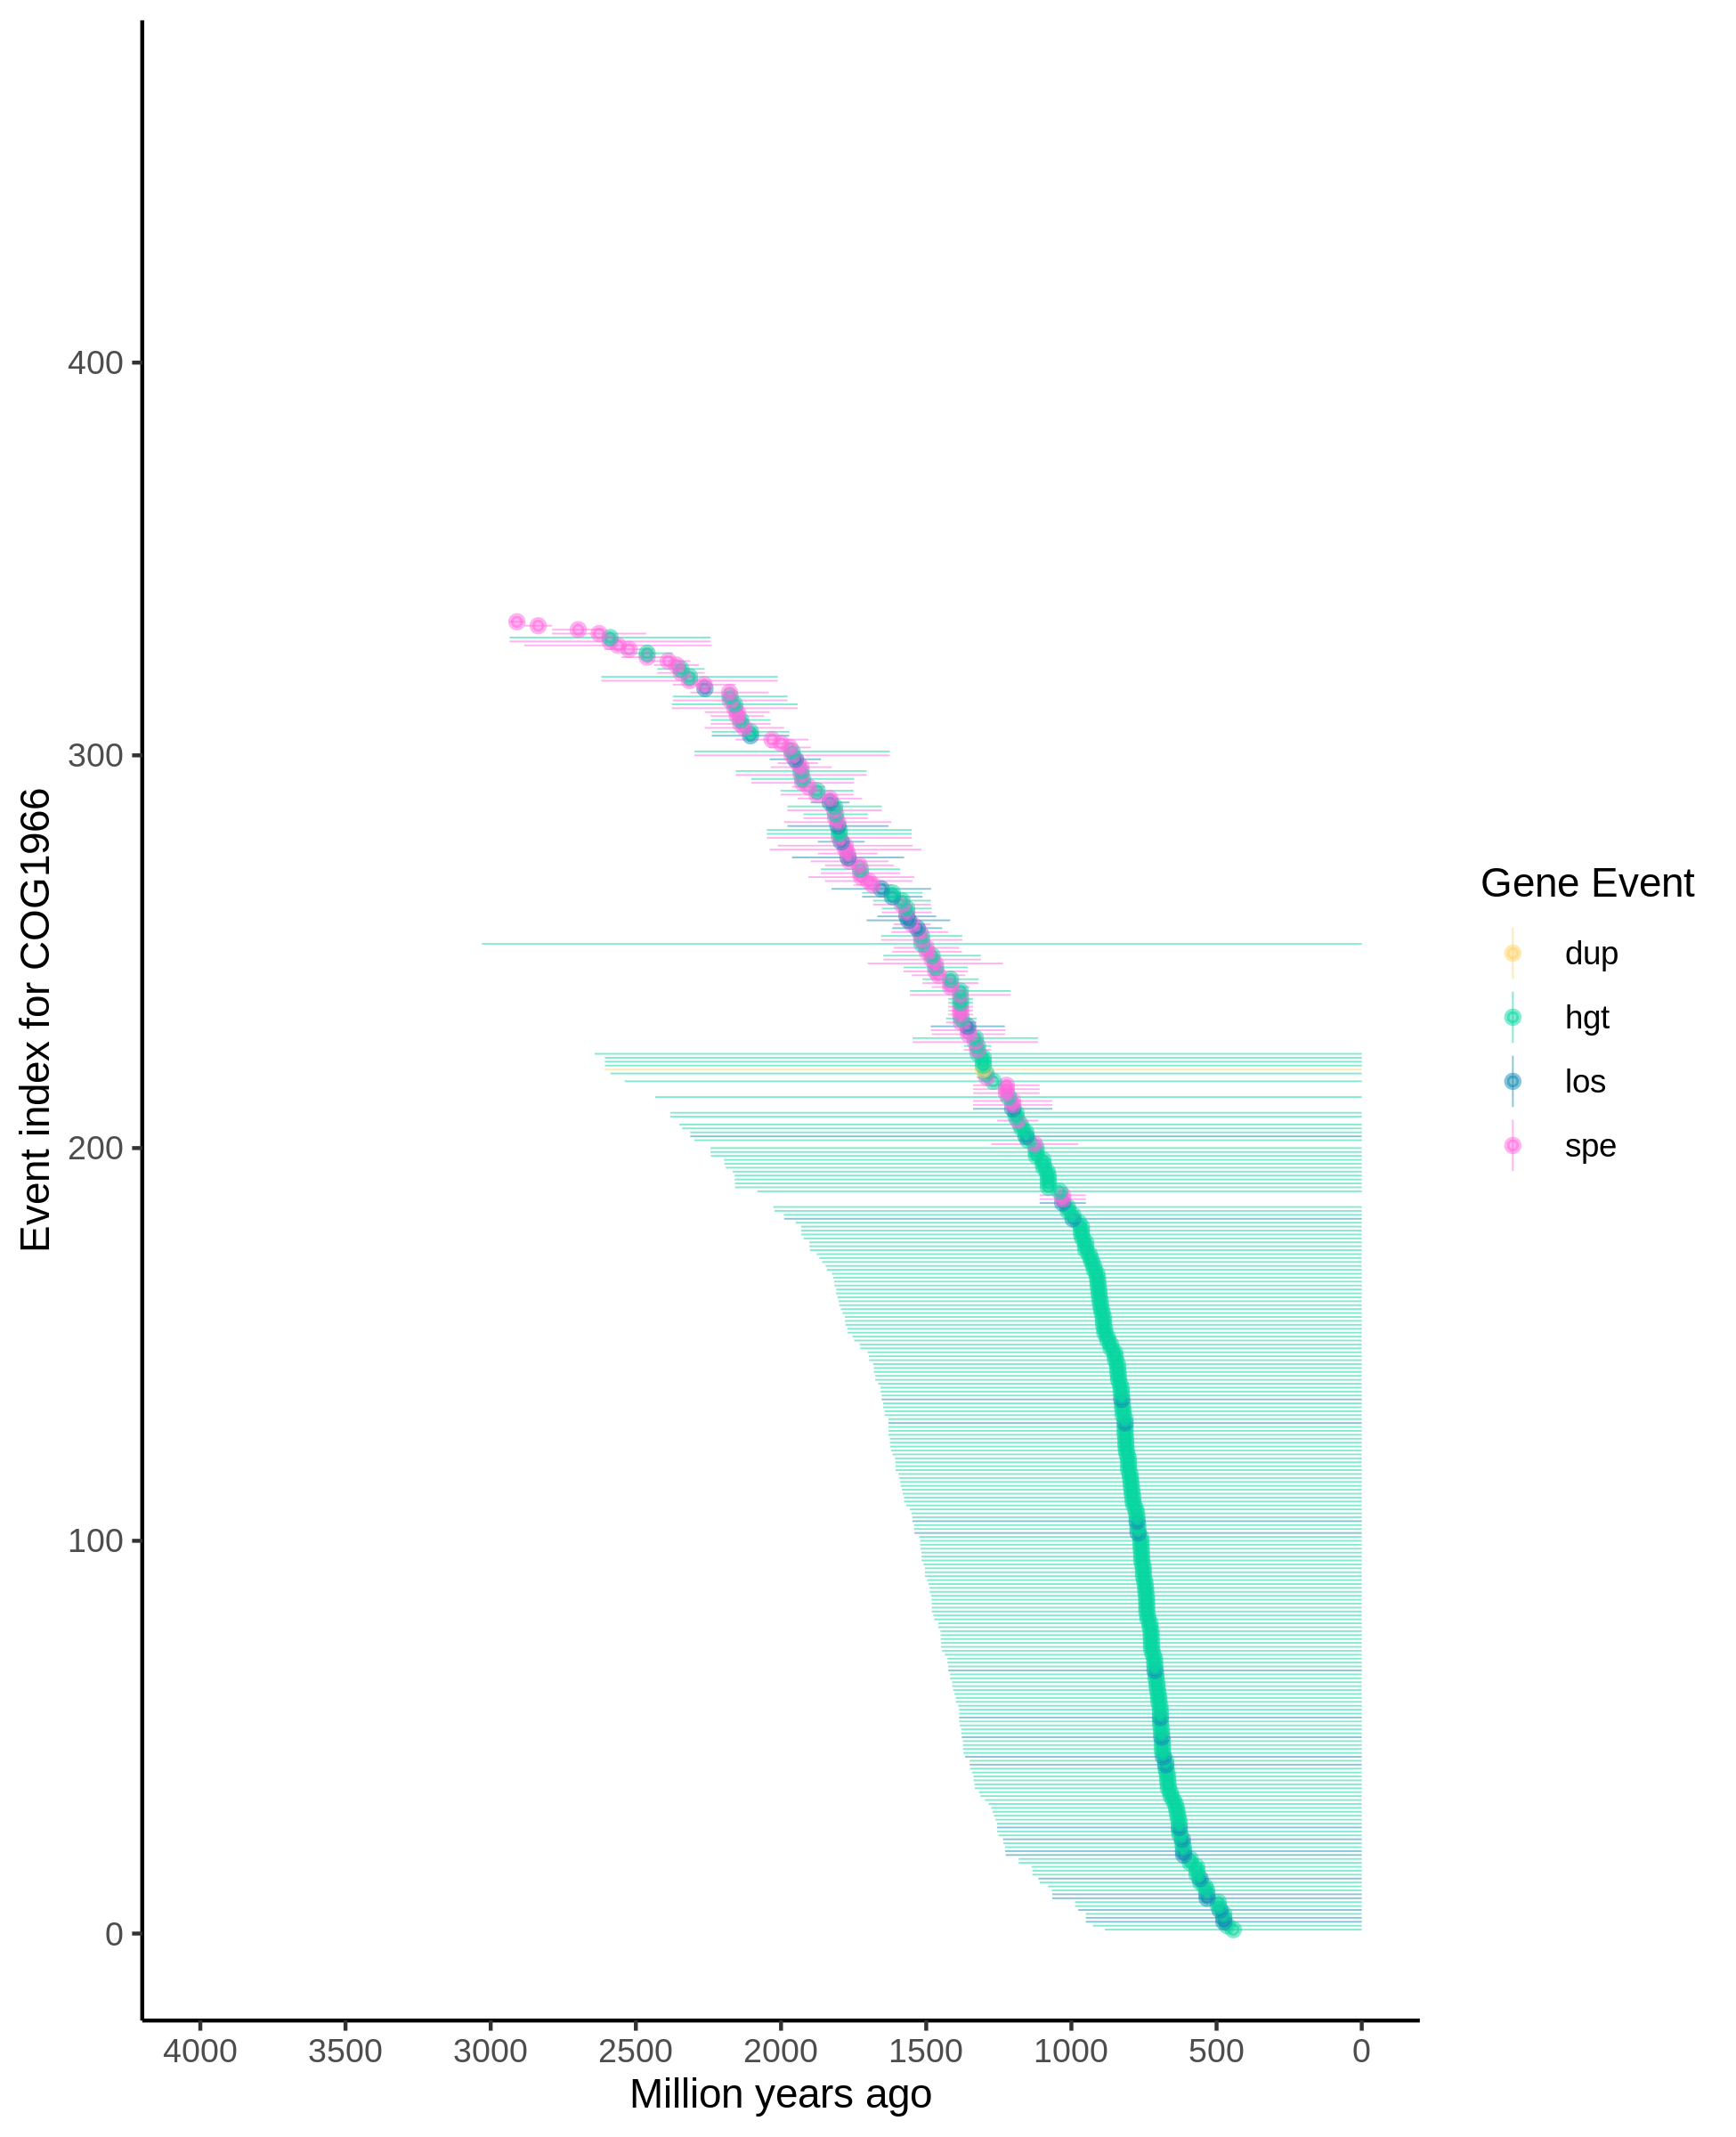 Event index for COG1966
400
300
200
100
0
4000 3500 3000 2500 2000 1500 1000 500 0
Million years ago
Gene Event
dup
hgt
los
spe